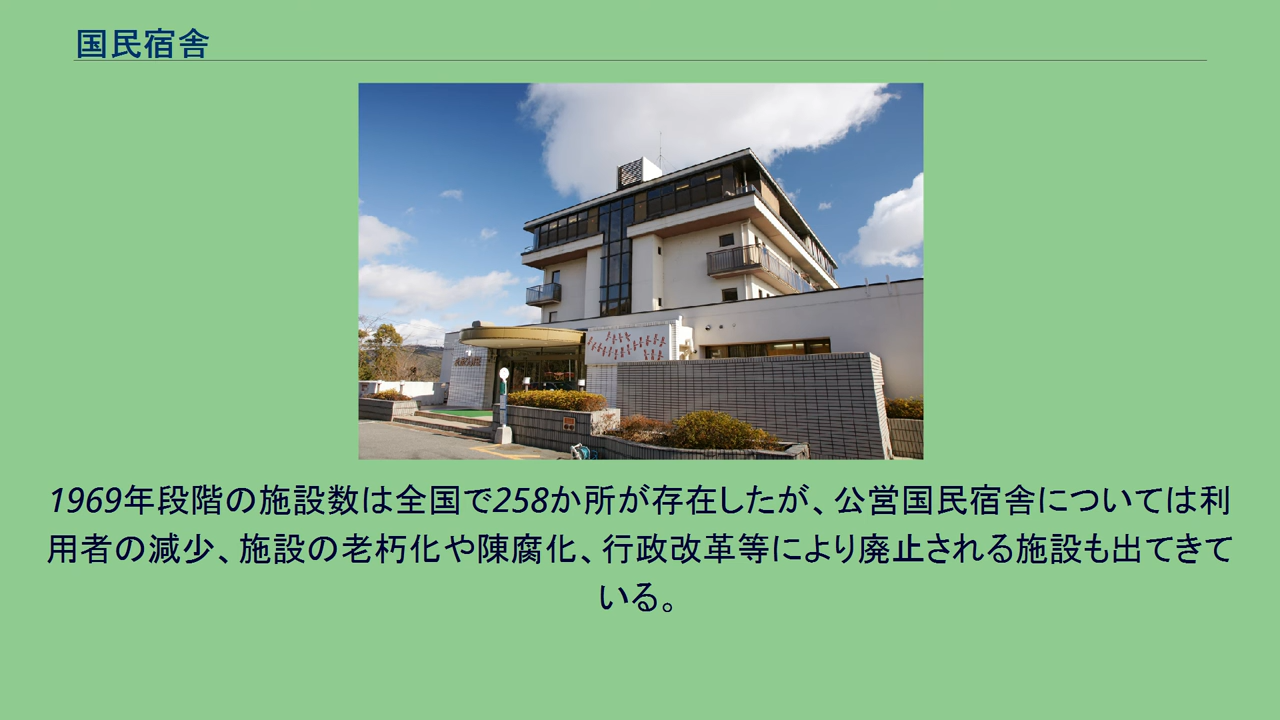 国民宿舎
1969年段階の施設数は全国で258か所が存在したが、公営国民宿舎については利
用者の減少、施設の老朽化や陳腐化、行政改革等により廃止される施設も出てきて
いる。